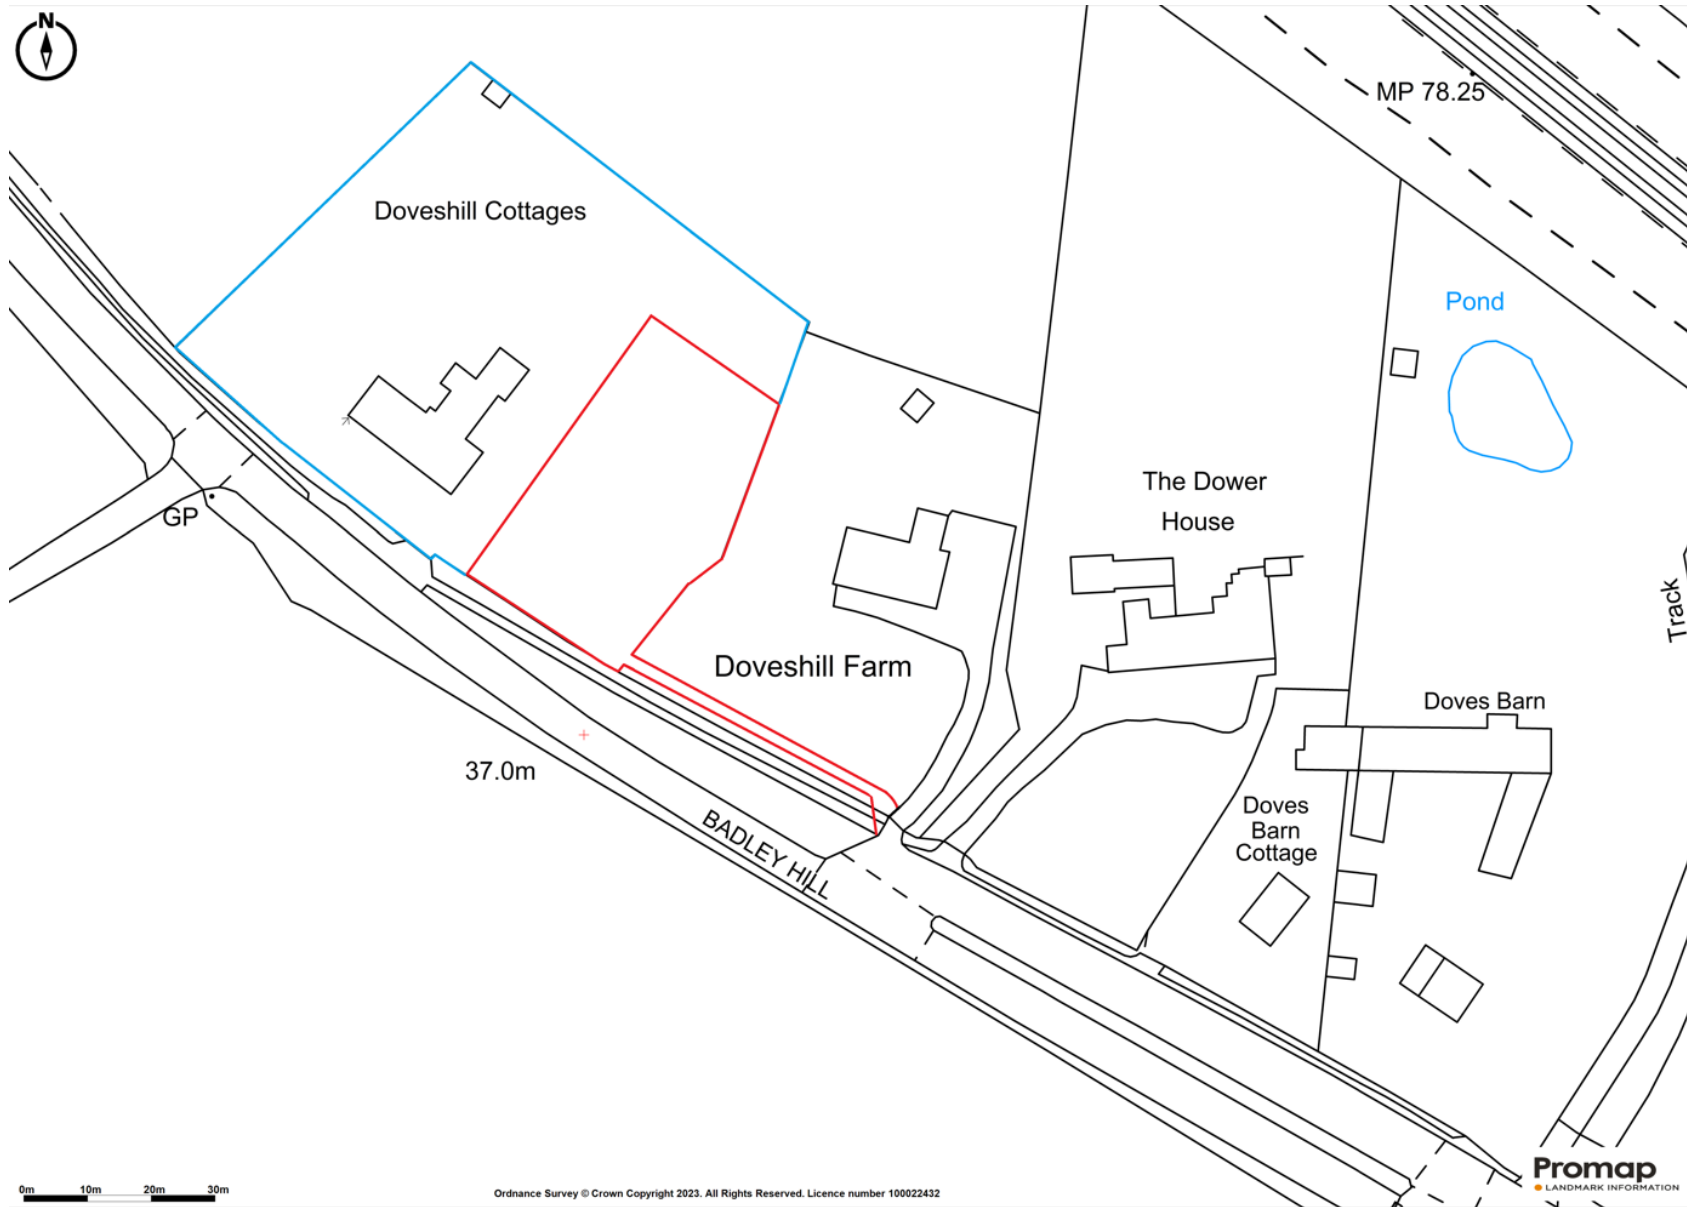 N
MP 78.25
Doveshill Cottages
Pond
The Dower
House
GP
Track
Doveshill Farm
Doves Barn
37.0m
BADLEY HILL
Doves
Barn
Cottage
0m 10m 20m 30m
Ordnance Survey © Crown Copyright 2023. All Rights Reserved. Licence number 100022432
Promap
LANDMARK INFORMATION